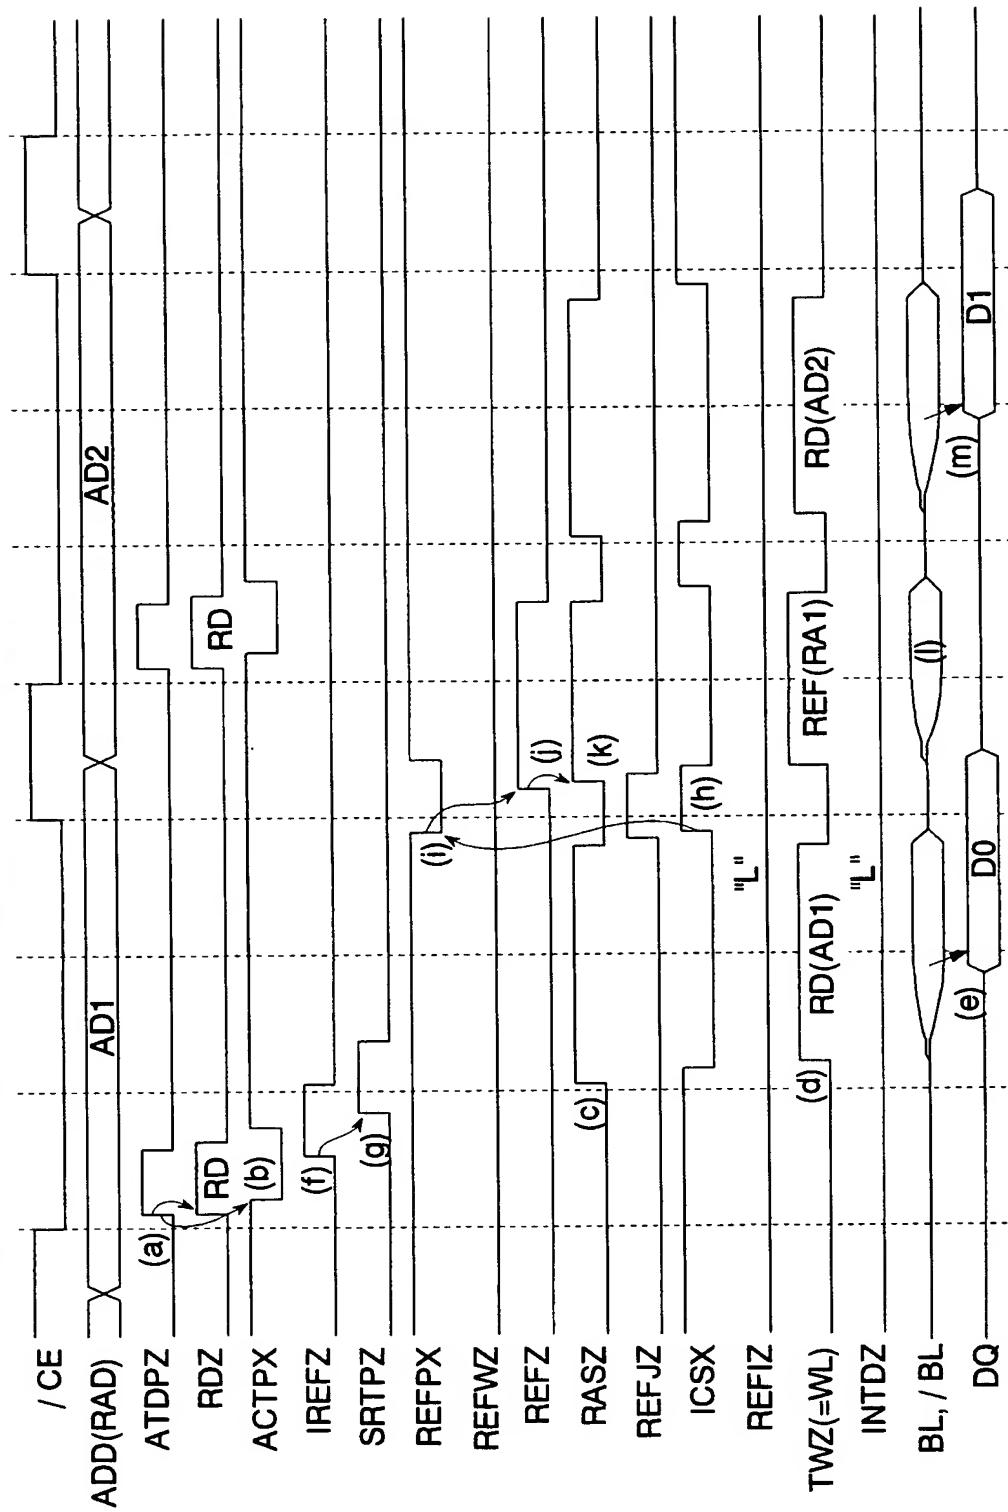 / CE
ADD(RAD) AD1 AD2
ATDPZ (a)
RDZ RD RD
ACTPX (b)
IREFZ (f)
SRTPZ (g)
REFPX (i)
REFWZ
REFZ (j)
RASZ (c) (k)
REFJZ
ICSX (h)
REFIZ "L"
TWZ(=WL) (d) RD(AD1) REF(RA1) RD(AD2)
INTDZ "L"
BL, / BL (l)
DQ (e) D0 (m) D1